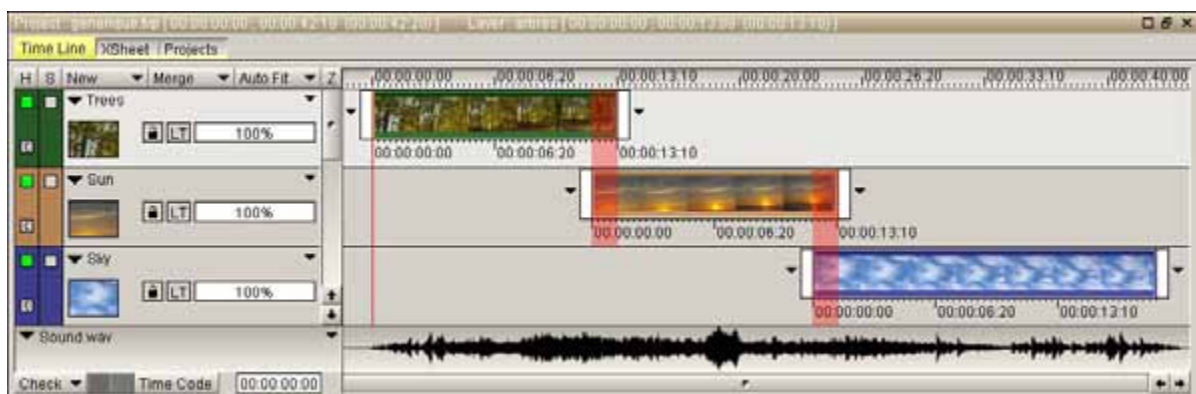 Time Line XSheet Projects
H S New Merge Auto Fit Z 00:00:00:00 00:00:06:20 00:00:13:10 00:00:20:00 00:00:26:20 00:00:33:10 00:00:40:00
Trees
LT 100%
C
00:00:00:00 00:00:06:20 00:00:13:10
Sun
LT 100%
C
00:00:00:00 00:00:06:20 00:00:13:10
Sky
LT 100%
C
00:00:00:00 00:00:06:20 00:00:13:10
Sound wav
Check Time Code 00:00:00:00